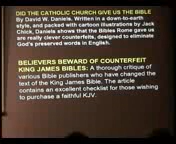 DID THE CATHOLIC CHURCH GIVE US THE BIBLE
By David W. Daniels. Written in a down-to-earth
style, and packed with cartoon illustrations by Jack
Chick, Daniels shows that the Bibles Rome gave us
are really clever counterfeits, designed to eliminate
God's preserved words in English.
BELIEVERS BEWARD OF COUNTERFEIT
KING JAMES BIBLES: A thorough critique of
various Bible publishers who have changed the
text of the King James Bible. The article
contains an excellent checklist for those wishing
to purchase a faithful KJV.